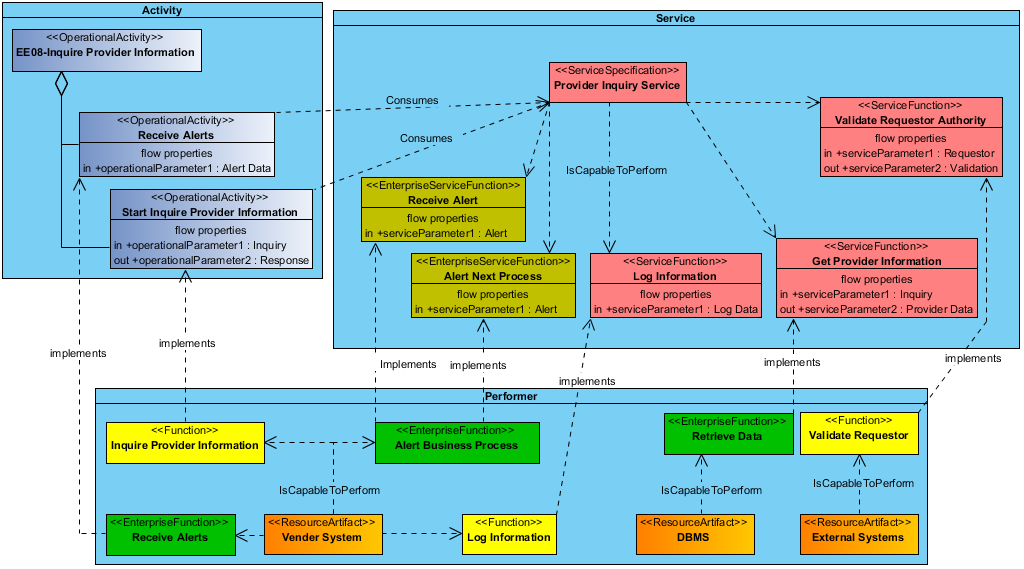 Activity
<<OperationalActivity>>
EE08-Inquire Provider Information
<<OperationalActivity>>
Receive Alerts
flow properties
in +operationalParameter1 : Alert Data
<<OperationalActivity>>
Start Inquire Provider Information
flow properties
in +operationalParameter1 : Inquiry
out +operationalParameter2 : Response
Consumes
Consumes
Service
<<ServiceSpecification>>
Provider Inquiry Service
<<ServiceFunction>>
Validate Requestor Authority
flow properties
in +serviceParameter1 : Requestor
out +serviceParameter2 : Validation
IsCapableToPerform
<<EnterpriseServiceFunction>>
Receive Alert
flow properties
in +serviceParameter1 : Alert
<<EnterpriseServiceFunction>>
Alert Next Process
flow properties
in +serviceParameter1 : Alert
<<ServiceFunction>>
Log Information
flow properties
in +serviceParameter1 : Log Data
<<ServiceFunction>>
Get Provider Information
flow properties
in +serviceParameter1 : Inquiry
out +serviceParameter2 : Provider Data
implements
implements
Implements
implements
implements
implements
implements
Performer
<<Function>>
Inquire Provider Information
<<EnterpriseFunction>>
Alert Business Process
<<EnterpriseFunction>>
Retrieve Data
<<Function>>
Validate Requestor
IsCapableToPerform
IsCapableToPerform
IsCapableToPerform
<<EnterpriseFunction>>
Receive Alerts
<<ResourceArtifact>>
Vender System
<<Function>>
Log Information
<<ResourceArtifact>>
DBMS
<<ResourceArtifact>>
External Systems